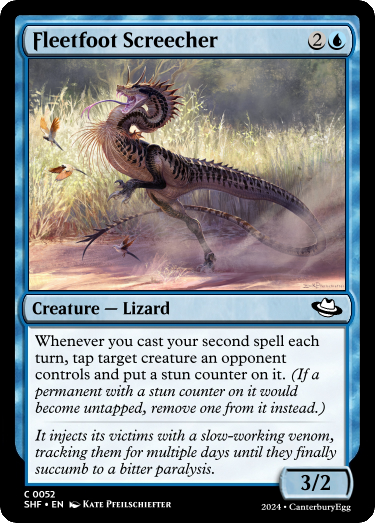 Fleetfoot Screecher 2
Creature — Lizard
Whenever you cast your second spell each
turn, tap target creature an opponent
controls and put a stun counter on it. (If a
permanent with a stun counter on it would
become untapped, remove one from it instead.)
It injects its victims with a slow-working venom,
tracking them for multiple days until they finally
succumb to a bitter paralysis.
3/2
C 0052
SHF • EN Kate Pfeilschiefter
2024 • CanterburyEgg